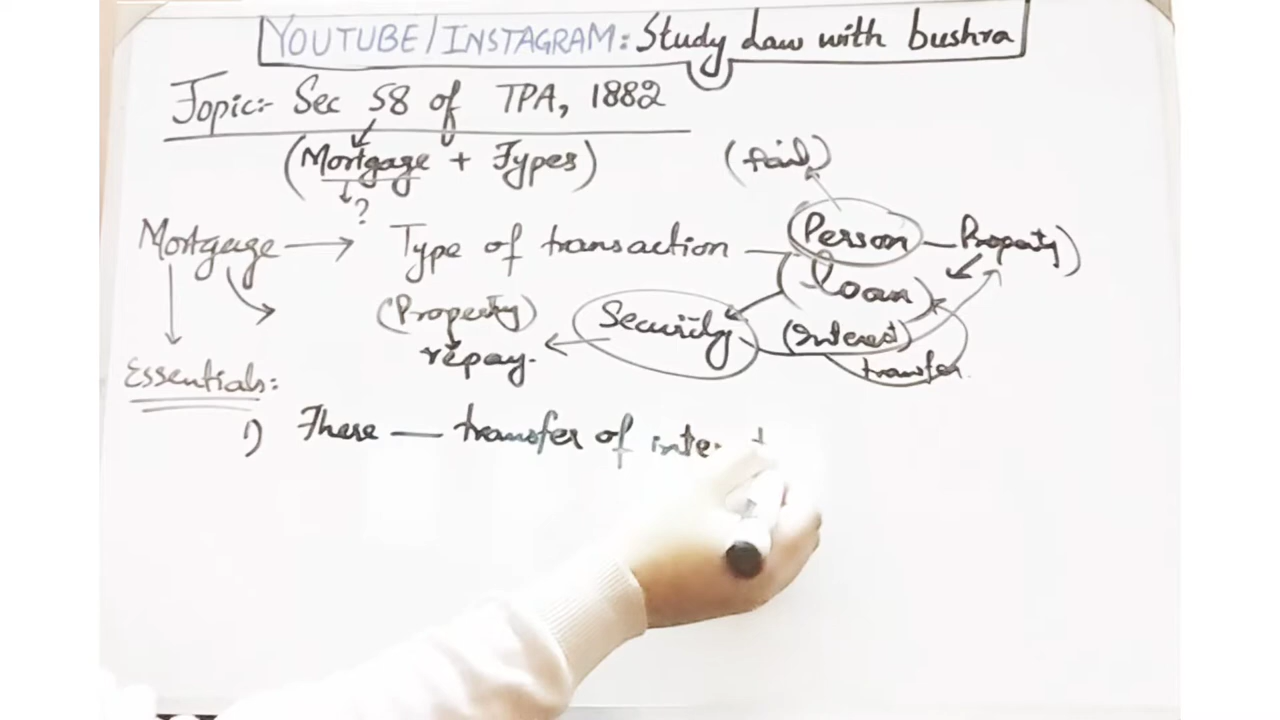 YOUTUBE/INSTAGRAM: Study Law with bushra
Topic:- Sec 58 of TPA, 1882
(Mortgage + Types)
(fail)
?
Mortgage → Type of transaction — Person — Property)
(loan)
(Property)
Security
(Interest)
repay.
transfer
Essentials:
1) There — transfer of inte